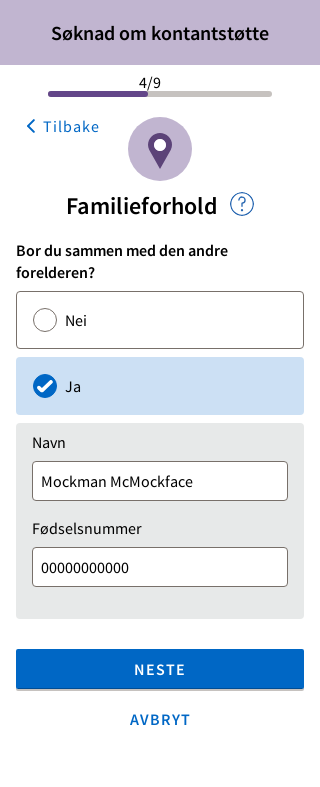 Søknad om kontantstøtte
4/9
Tilbake
Familieforhold ?
Bor du sammen med den andre
forelderen?
Nei
Ja
Navn
Mockman McMockface
Fødselsnummer
00000000000
NESTE
AVBRYT